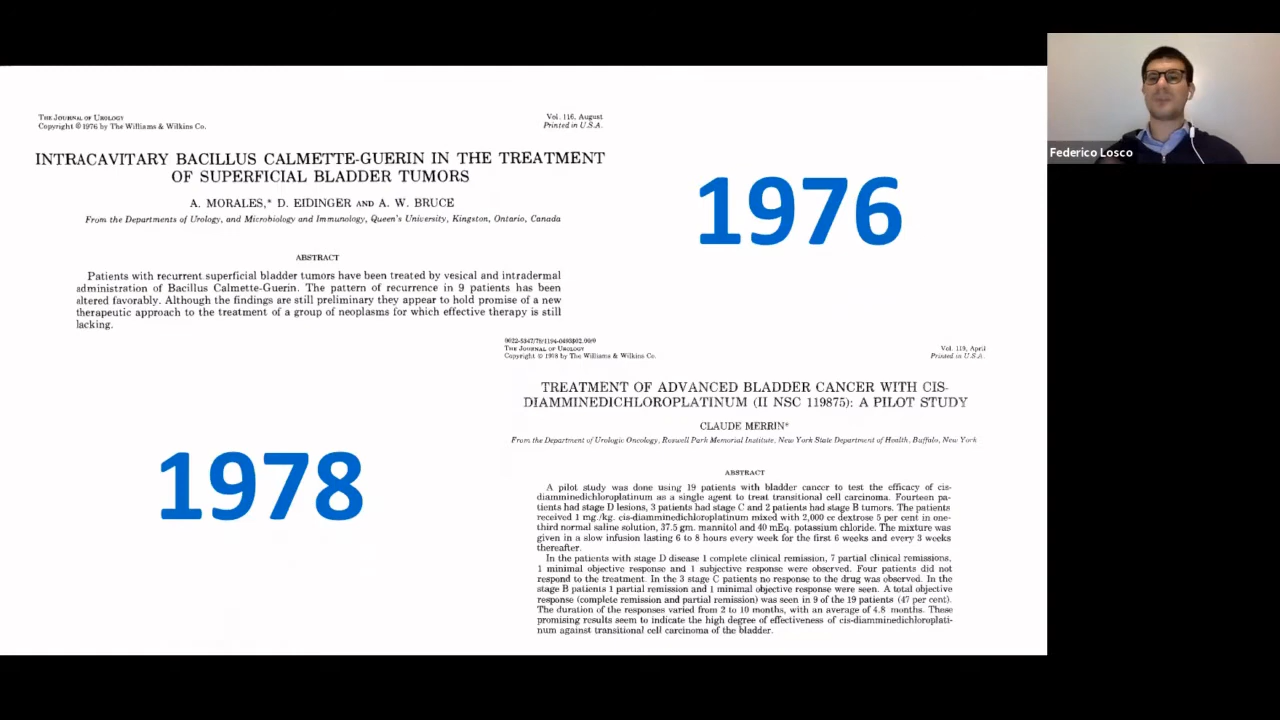 THE JOURNAL OF UROLOGY
Copyright © 1976 by The Williams & Wilkins Co.
Vol. 116, August
Printed in U.S.A.
INTRACAVITARY BACILLUS CALMETTE-GUERIN IN THE TREATMENT
OF SUPERFICIAL BLADDER TUMORS
A. MORALES,* D. EIDINGER AND A. W. BRUCE
From the Departments of Urology, and Microbiology and Immunology, Queen's University, Kingston, Ontario, Canada
ABSTRACT
Patients with recurrent superficial bladder tumors have been treated by vesical and intradermal
administration of Bacillus Calmette-Guerin. The pattern of recurrence in 9 patients has been
altered favorably. Although the findings are still preliminary they appear to hold promise of a new
therapeutic approach to the treatment of a group of neoplasms for which effective therapy is still
lacking.
1976
Federico Losco
1978
0022-5347/78/1194-0493$02.00/0
THE JOURNAL OF UROLOGY
Copyright © 1978 by The Williams & Wilkins Co.
Vol. 119, April
Printed in U.S.A.
TREATMENT OF ADVANCED BLADDER CANCER WITH CIS-
DIAMMINEDICHLOROPLATINUM (II NSC 119875): A PILOT STUDY
CLAUDE MERRIN*
From the Department of Urologic Oncology, Roswell Park Memorial Institute, New York State Department of Health, Buffalo, New York
ABSTRACT
A pilot study was done using 19 patients with bladder cancer to test the efficacy of cis-
diamminedichloroplatinum as a single agent to treat transitional cell carcinoma. Fourteen pa-
tients had stage D lesions, 3 patients had stage C and 2 patients had stage B tumors. The patients
received 1 mg./kg. cis-diamminedichloroplatinum mixed with 2,000 cc dextrose 5 per cent in one-
third normal saline solution, 37.5 gm. mannitol and 40 mEq. potassium chloride. The mixture was
given in a slow infusion lasting 6 to 8 hours every week for the first 6 weeks and every 3 weeks
thereafter.
In the patients with stage D disease 1 complete clinical remission, 7 partial clinical remissions,
1 minimal objective response and 1 subjective response were observed. Four patients did not
respond to the treatment. In the 3 stage C patients no response to the drug was observed. In the
stage B patients 1 partial remission and 1 minimal objective response were seen. A total objective
response (complete remission and partial remission) was seen in 9 of the 19 patients (47 per cent).
The duration of the responses varied from 2 to 10 months, with an average of 4.8 months. These
promising results seem to indicate the high degree of effectiveness of cis-diamminedichloroplati-
num against transitional cell carcinoma of the bladder.